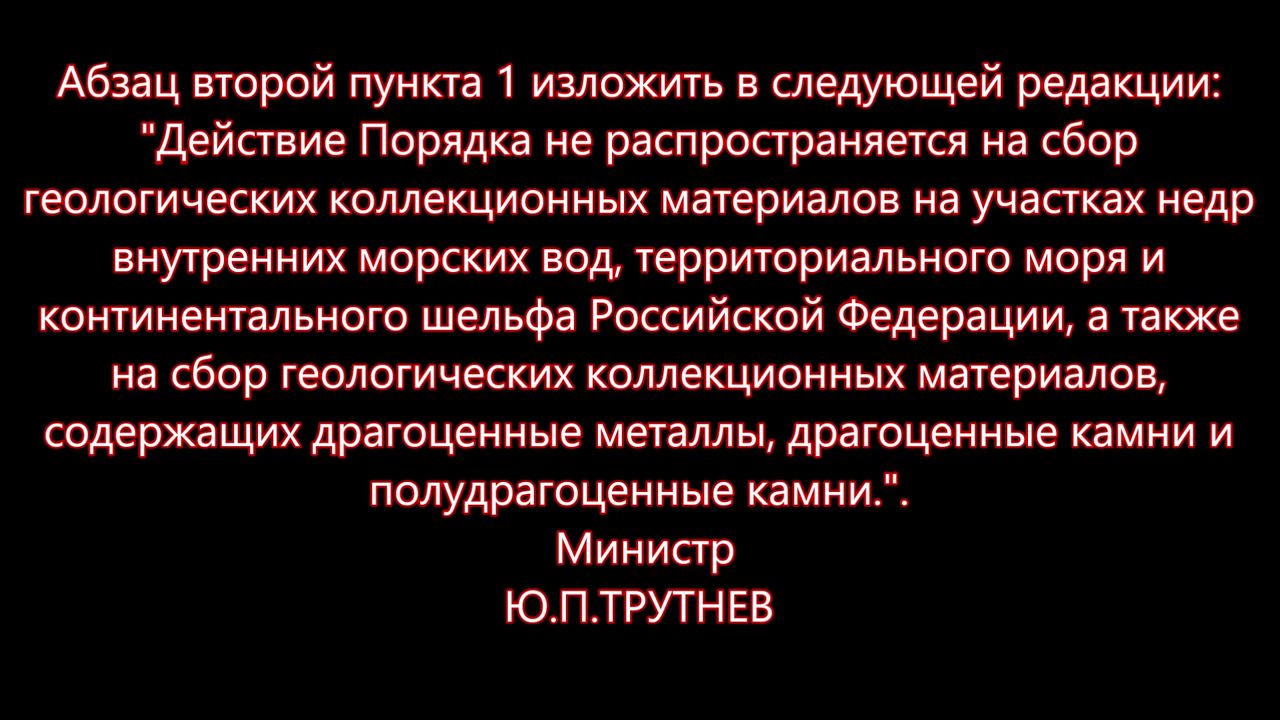 Абзац второй пункта 1 изложить в следующей редакции:
"Действие Порядка не распространяется на сбор
геологических коллекционных материалов на участках недр
внутренних морских вод, территориального моря и
континентального шельфа Российской Федерации, а также
на сбор геологических коллекционных материалов,
содержащих драгоценные металлы, драгоценные камни и
полудрагоценные камни.".
Министр
Ю.П.ТРУТНЕВ